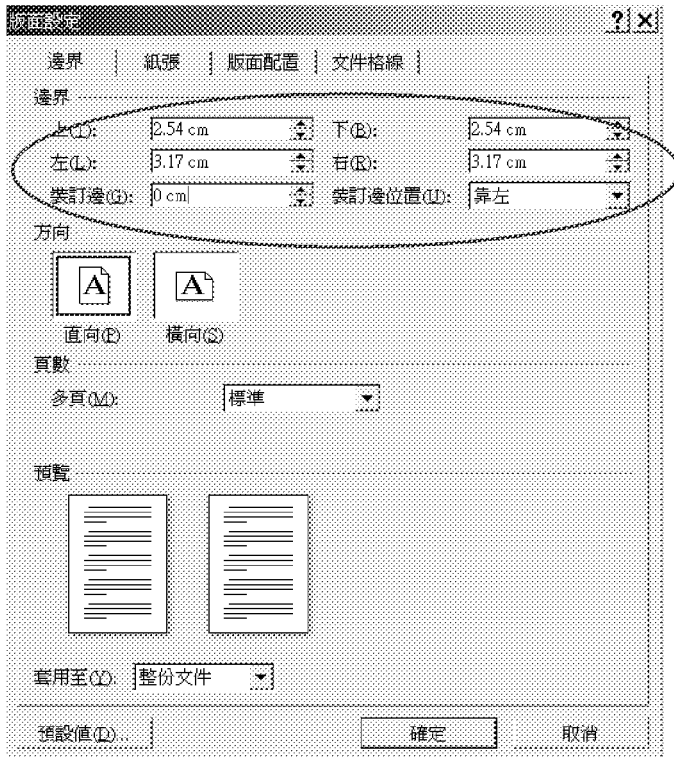 版面設定 ? ×
邊界 紙張 版面配置 文件格線
邊界
上(T): 2.54 cm 下(B): 2.54 cm
左(L): 3.17 cm 右(R): 3.17 cm
裝訂邊(G): 0 cm 裝訂邊位置(U): 靠左
方向
A A
直向(P) 橫向(S)
頁數
多頁(M): 標準
預覽
套用至(Y): 整份文件
預設值(D)... 確定 取消